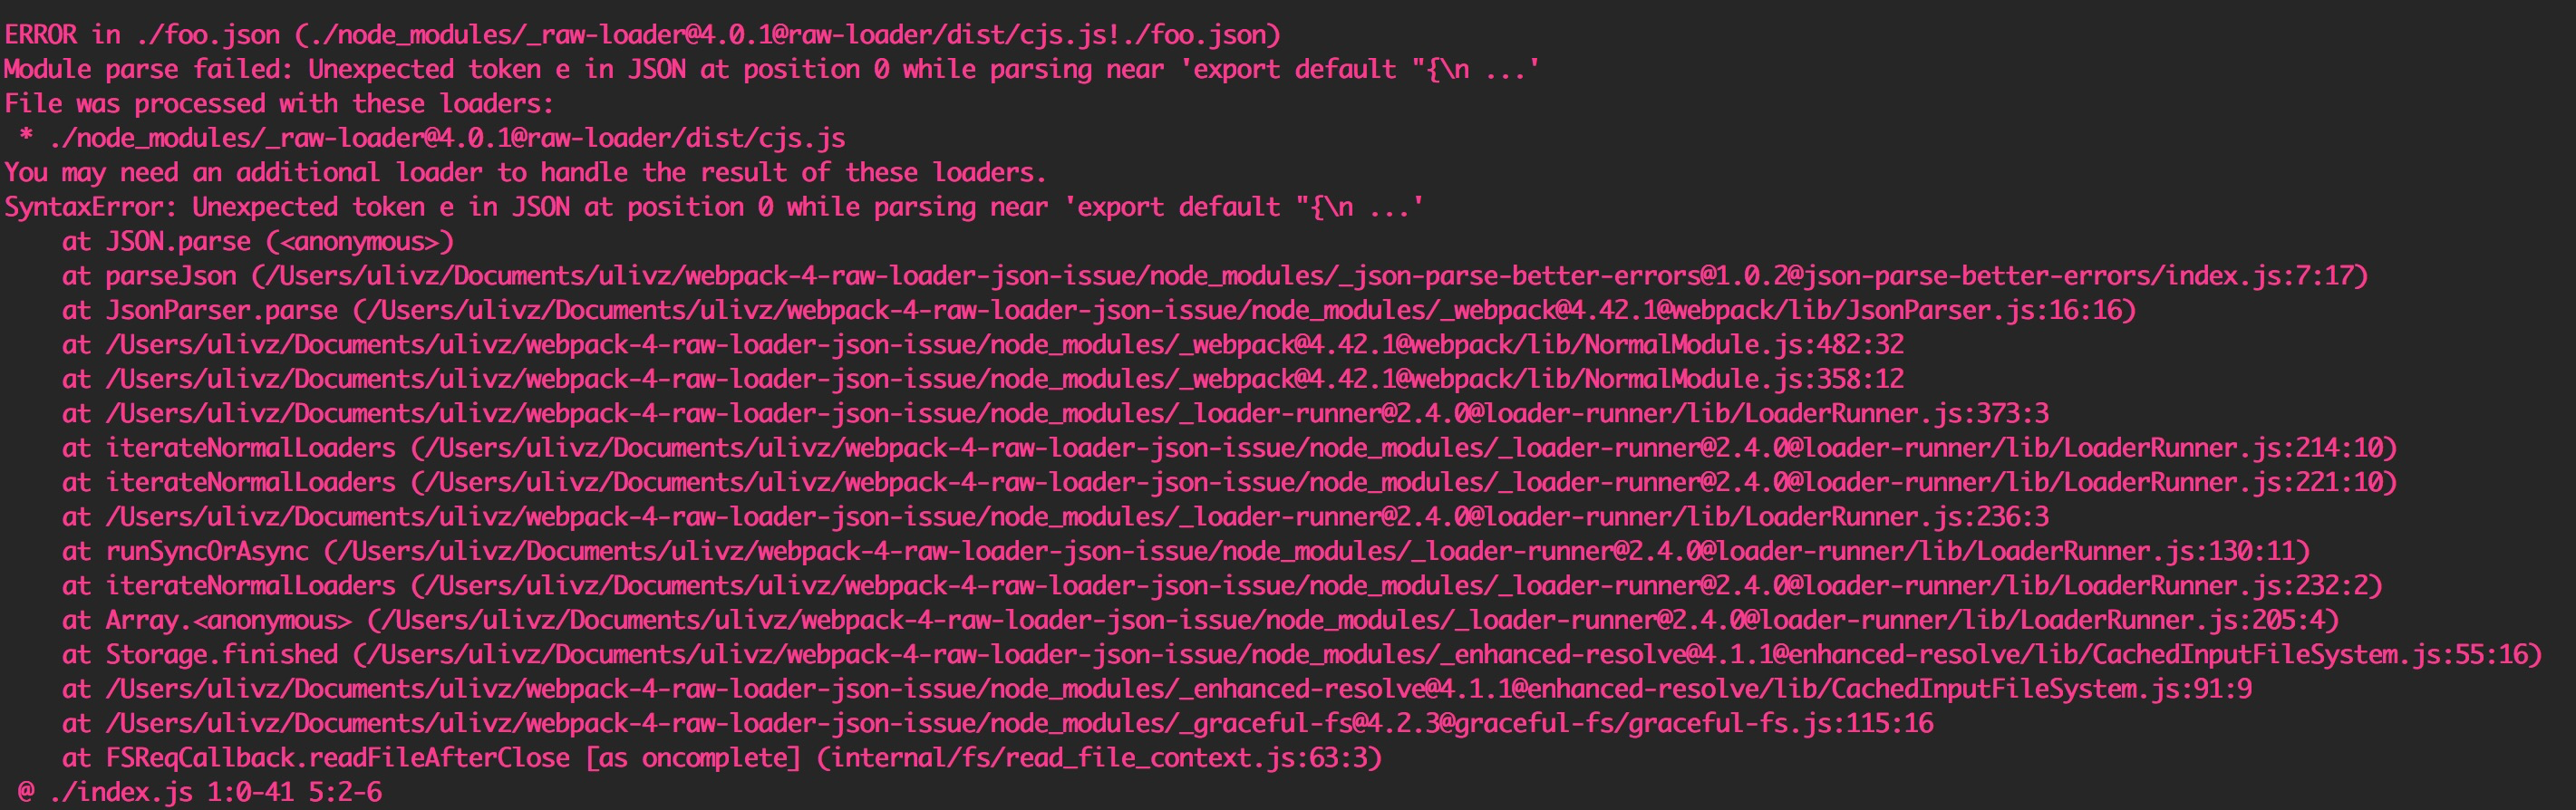 ERROR in ./foo.json (./node_modules/_raw-loader@4.0.1@raw-loader/dist/cjs.js!./foo.json)
Module parse failed: Unexpected token e in JSON at position 0 while parsing near 'export default "{\n ...'
File was processed with these loaders:
 * ./node_modules/_raw-loader@4.0.1@raw-loader/dist/cjs.js
You may need an additional loader to handle the result of these loaders.
SyntaxError: Unexpected token e in JSON at position 0 while parsing near 'export default "{\n ...'
    at JSON.parse (<anonymous>)
    at parseJson (/Users/ulivz/Documents/ulivz/webpack-4-raw-loader-json-issue/node_modules/_json-parse-better-errors@1.0.2@json-parse-better-errors/index.js:7:17)
    at JsonParser.parse (/Users/ulivz/Documents/ulivz/webpack-4-raw-loader-json-issue/node_modules/_webpack@4.42.1@webpack/lib/JsonParser.js:16:16)
    at /Users/ulivz/Documents/ulivz/webpack-4-raw-loader-json-issue/node_modules/_webpack@4.42.1@webpack/lib/NormalModule.js:482:32
    at /Users/ulivz/Documents/ulivz/webpack-4-raw-loader-json-issue/node_modules/_webpack@4.42.1@webpack/lib/NormalModule.js:358:12
    at /Users/ulivz/Documents/ulivz/webpack-4-raw-loader-json-issue/node_modules/_loader-runner@2.4.0@loader-runner/lib/LoaderRunner.js:373:3
    at iterateNormalLoaders (/Users/ulivz/Documents/ulivz/webpack-4-raw-loader-json-issue/node_modules/_loader-runner@2.4.0@loader-runner/lib/LoaderRunner.js:214:10)
    at iterateNormalLoaders (/Users/ulivz/Documents/ulivz/webpack-4-raw-loader-json-issue/node_modules/_loader-runner@2.4.0@loader-runner/lib/LoaderRunner.js:221:10)
    at /Users/ulivz/Documents/ulivz/webpack-4-raw-loader-json-issue/node_modules/_loader-runner@2.4.0@loader-runner/lib/LoaderRunner.js:236:3
    at runSyncOrAsync (/Users/ulivz/Documents/ulivz/webpack-4-raw-loader-json-issue/node_modules/_loader-runner@2.4.0@loader-runner/lib/LoaderRunner.js:130:11)
    at iterateNormalLoaders (/Users/ulivz/Documents/ulivz/webpack-4-raw-loader-json-issue/node_modules/_loader-runner@2.4.0@loader-runner/lib/LoaderRunner.js:232:2)
    at Array.<anonymous> (/Users/ulivz/Documents/ulivz/webpack-4-raw-loader-json-issue/node_modules/_loader-runner@2.4.0@loader-runner/lib/LoaderRunner.js:205:4)
    at Storage.finished (/Users/ulivz/Documents/ulivz/webpack-4-raw-loader-json-issue/node_modules/_enhanced-resolve@4.1.1@enhanced-resolve/lib/CachedInputFileSystem.js:55:16)
    at /Users/ulivz/Documents/ulivz/webpack-4-raw-loader-json-issue/node_modules/_enhanced-resolve@4.1.1@enhanced-resolve/lib/CachedInputFileSystem.js:91:9
    at /Users/ulivz/Documents/ulivz/webpack-4-raw-loader-json-issue/node_modules/_graceful-fs@4.2.3@graceful-fs/graceful-fs.js:115:16
    at FSReqCallback.readFileAfterClose [as oncomplete] (internal/fs/read_file_context.js:63:3)
 @ ./index.js 1:0-41 5:2-6